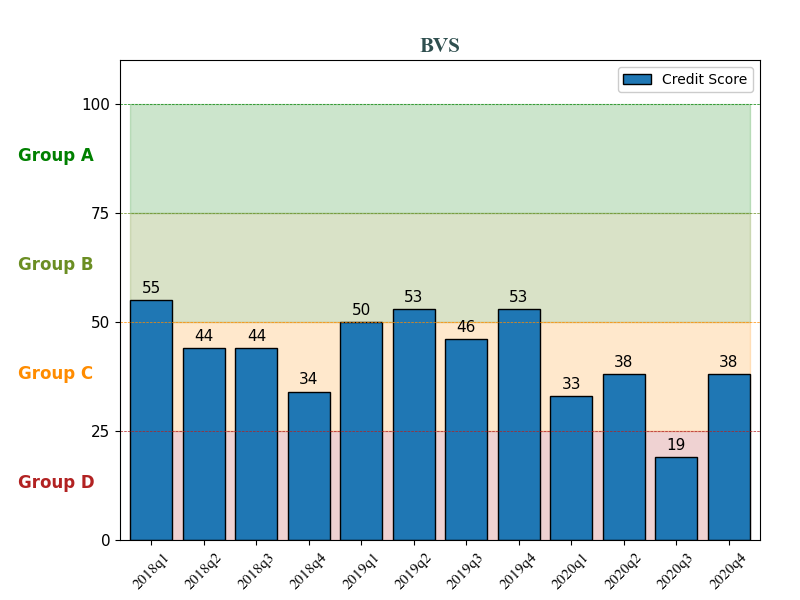 BVS
Credit Score
100
Group A
75
Group B
55
50
53
53
44
44
46
50
34
33
38
38
Group C
25
19
Group D
0
2018q1
2018q2
2018q3
2018q4
2019q1
2019q2
2019q3
2019q4
2020q1
2020q2
2020q3
2020q4